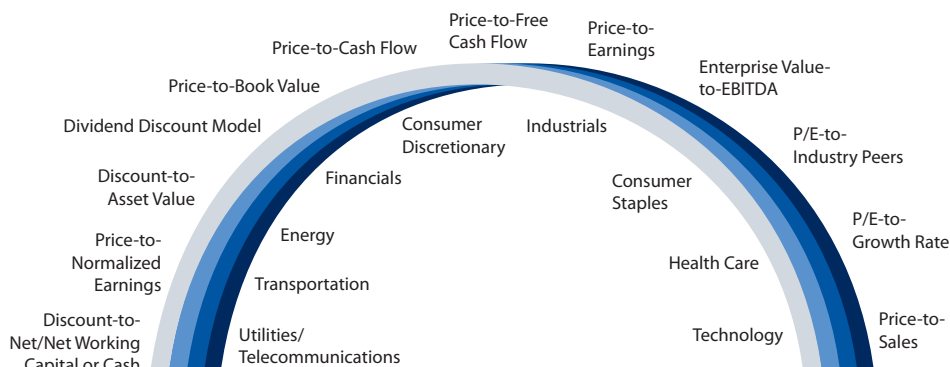 Price-to-Free
Cash Flow
Price-to-
Earnings
Price-to-Cash Flow
Enterprise Value-
to-EBITDA
Price-to-Book Value
Dividend Discount Model
Consumer
Discretionary
Industrials
P/E-to-
Industry Peers
Discount-to-
Asset Value
Financials
Consumer
Staples
P/E-to-
Growth Rate
Price-to-
Normalized
Earnings
Energy
Health Care
Transportation
Discount-to-
Net/Net Working
Capital or Cash
Utilities/
Telecommunications
Technology
Price-to-
Sales